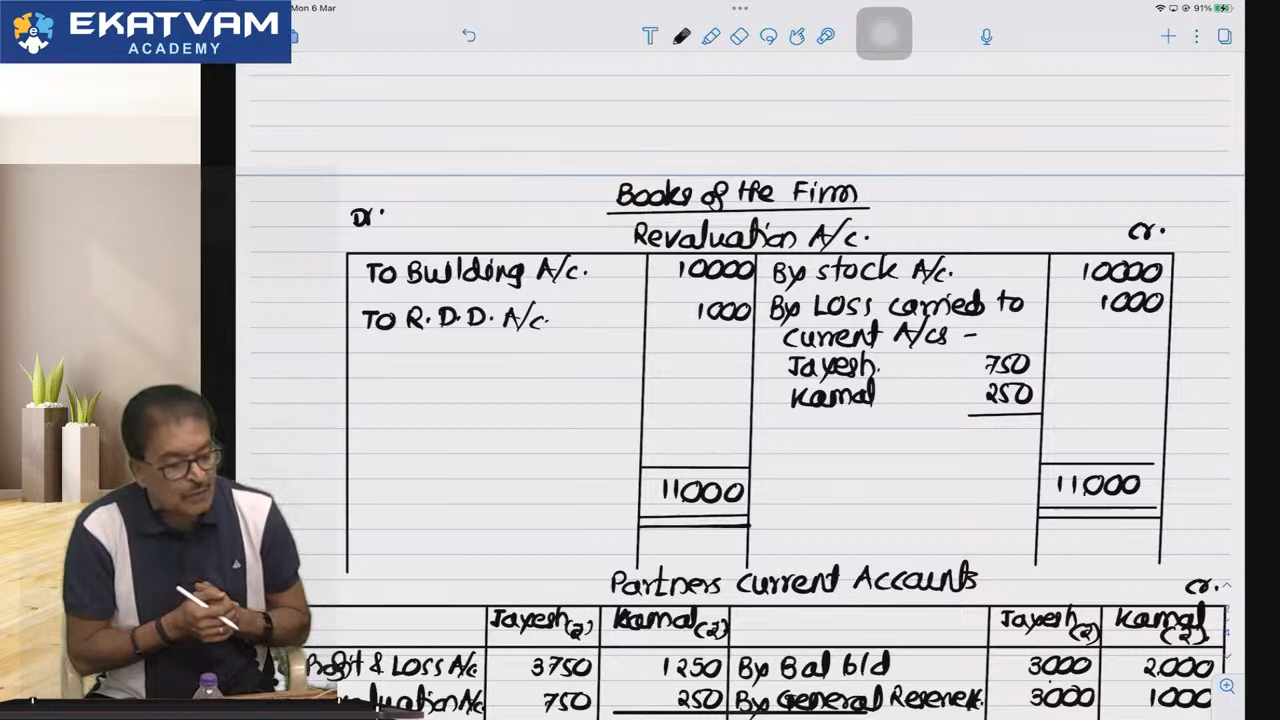 EKATVAM
ACADEMY
Mon 6 Mar
91%
Books of the Firm
Dr.
Revaluation A/c.
Cr.
To Building A/c. 10000 By stock A/c. 10000
To R.D.D. A/c. 1000 By Loss carried to 1000
current A/cs -
Jayesh. 750
Kamal 250
11000 11000
Partners current Accounts
Cr.
Jayesh (₹) Kamal (₹) Jayesh (₹) Kamal (₹)
Profit & Loss A/c 3750 1250 By Bal b/d 3000 2000
750 250 By General Reserve 3000 1000